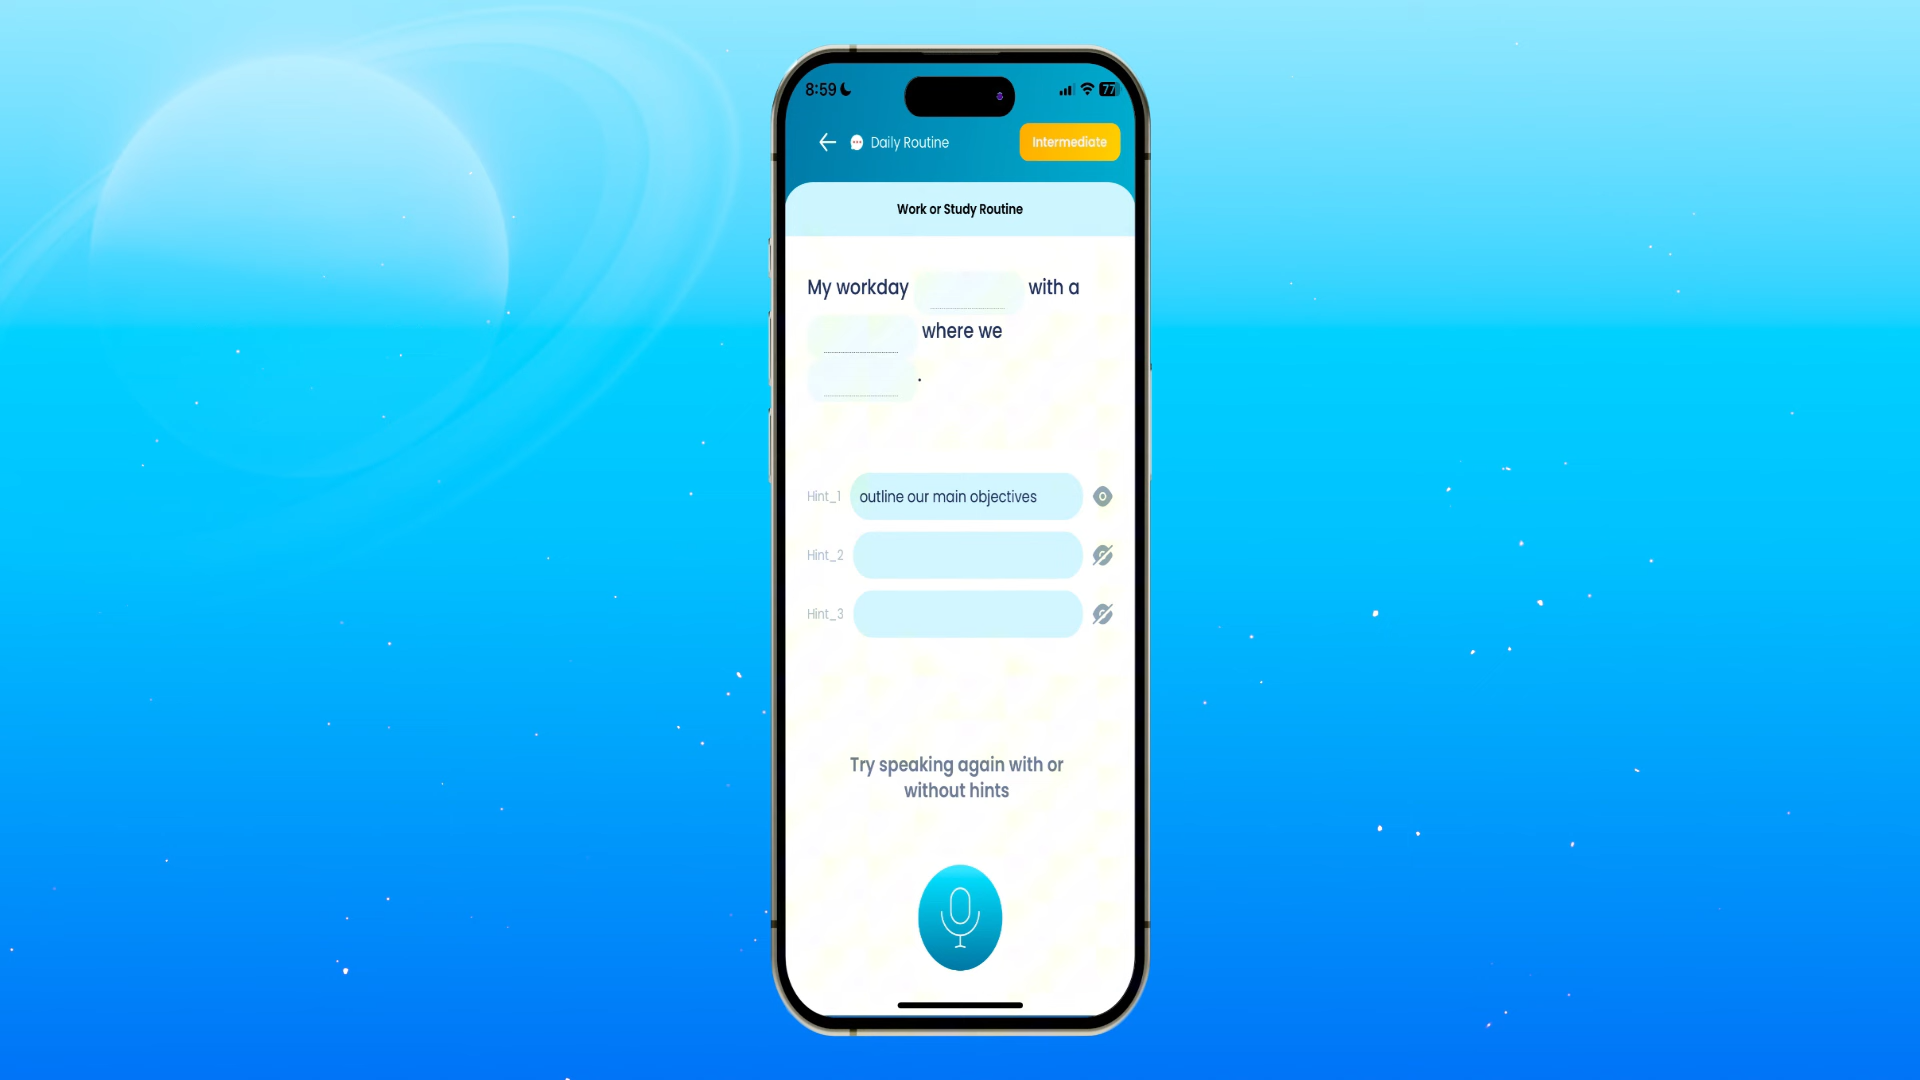 8:59
77
Daily Routine
Intermediate
Work or Study Routine
My workday with a
where we
.
Hint_1 outline our main objectives
Hint_2
Hint_3
Try speaking again with or
without hints